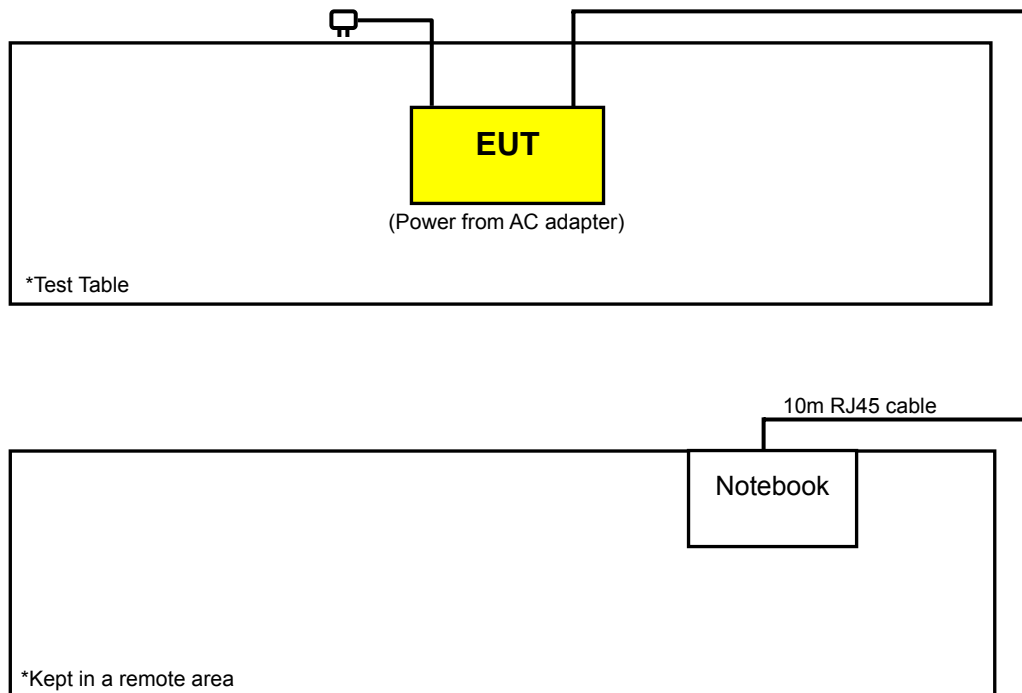 EUT
(Power from AC adapter)
*Test Table
10m RJ45 cable
Notebook
*Kept in a remote area